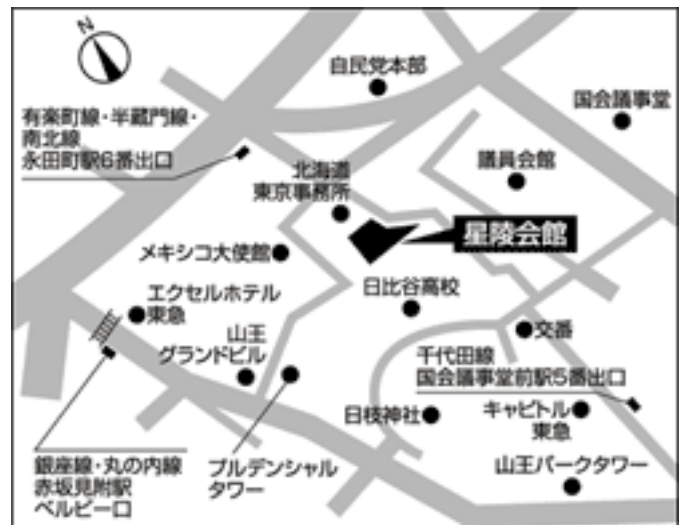 N
自民党本部
国会議事堂
有楽町線・半蔵門線・
南北線
永田町駅6番出口
北海道
東京事務所
議員会館
星陵会館
メキシコ大使館
日比谷高校
エクセルホテル
東急
山王
グランドビル
交番
千代田線
国会議事堂前駅5番出口
日枝神社
キャピトル
東急
銀座線・丸の内線
赤坂見附駅
ベルビー口
プルデンシャル
タワー
山王パークタワー